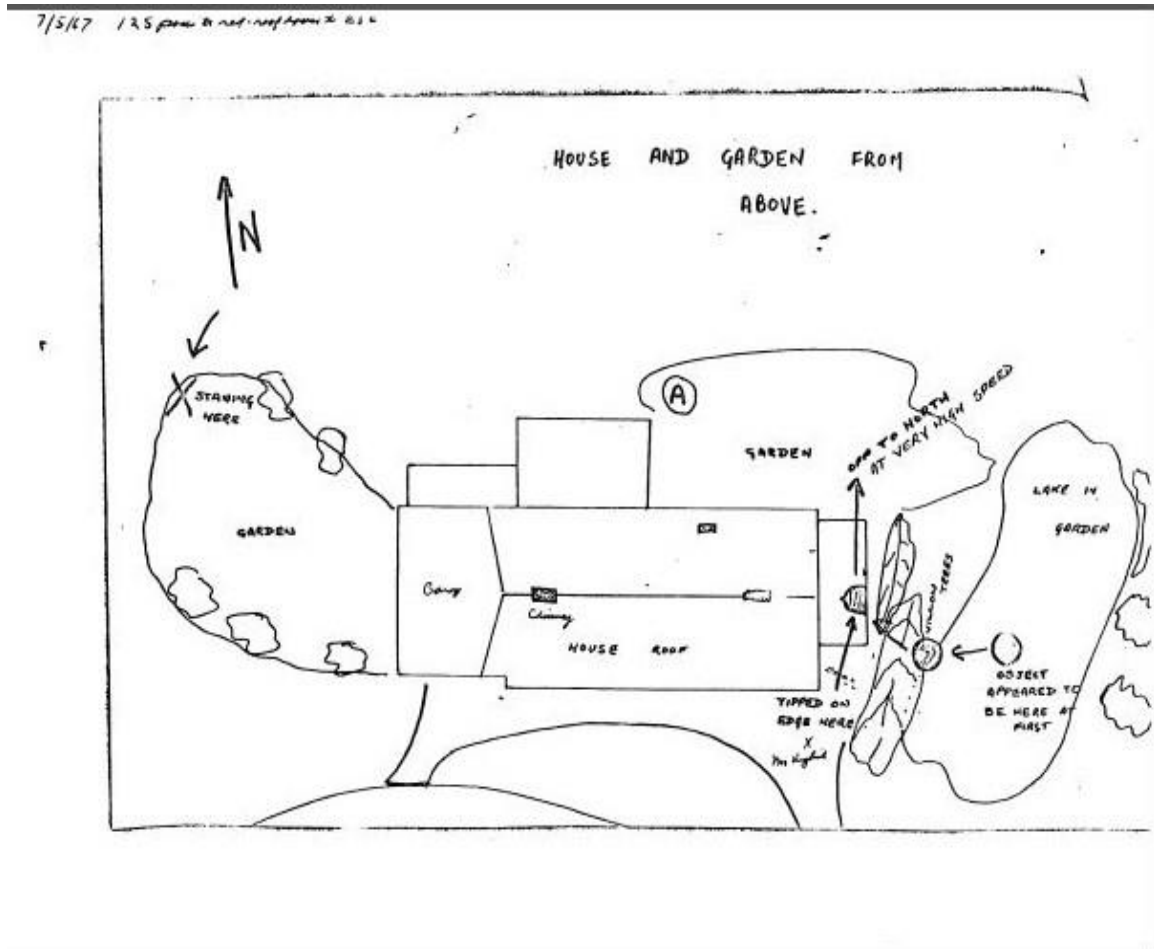 7/5/67 125
HOUSE AND GARDEN FROM
ABOVE.
N
A
STANDING
HERE
GARDEN
GARDEN
OFF TO NORTH
AT VERY HIGH SPEED
LAKE IN
GARDEN
WILLOW TREES
Chimney
HOUSE ROOF
OBJECT
APPEARED TO
BE HERE AT
FIRST
TIPPED ON
EDGE HERE
X